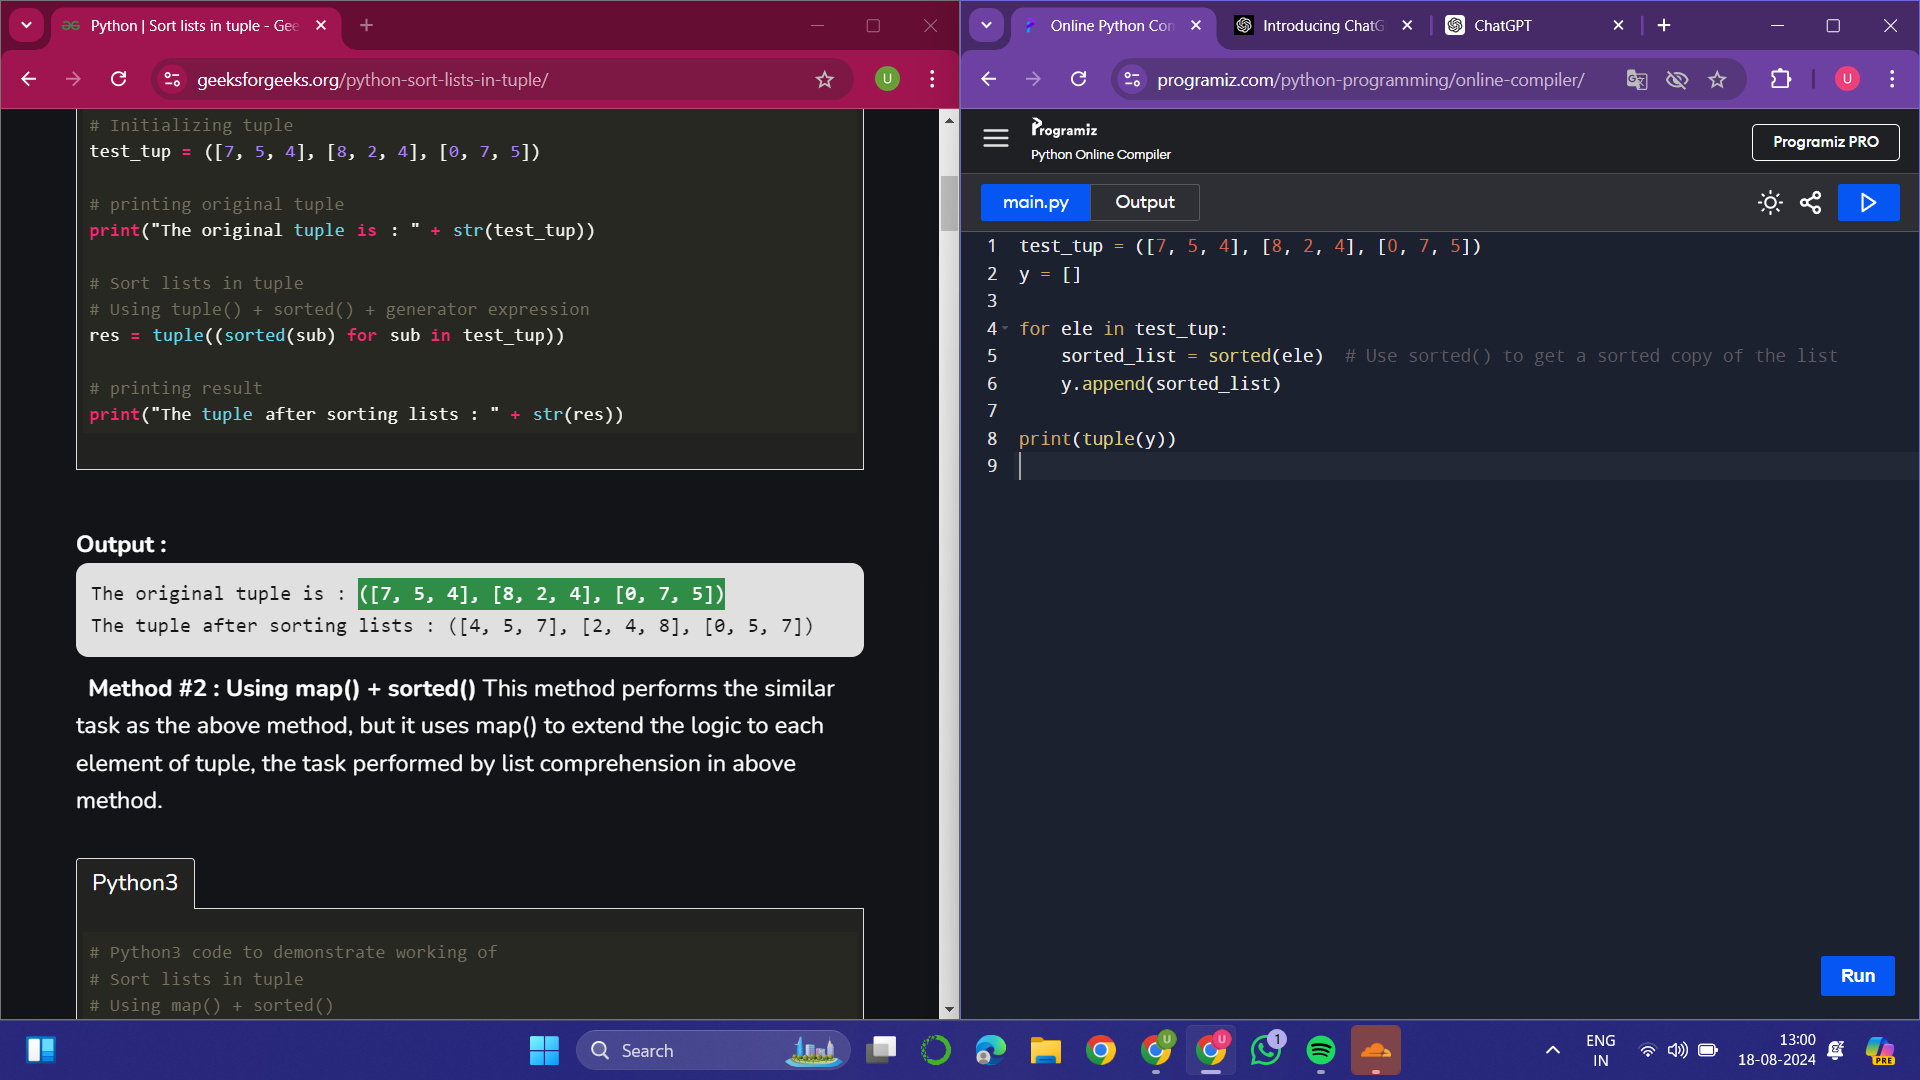 Python | Sort lists in tuple - Gee
geeksforgeeks.org/python-sort-lists-in-tuple/
U
# Initializing tuple
test_tup = ([7, 5, 4], [8, 2, 4], [0, 7, 5])
# printing original tuple
print("The original tuple is : " + str(test_tup))
# Sort lists in tuple
# Using tuple() + sorted() + generator expression
res = tuple((sorted(sub) for sub in test_tup))
# printing result
print("The tuple after sorting lists : " + str(res))
Output :
The original tuple is : ([7, 5, 4], [8, 2, 4], [0, 7, 5])
The tuple after sorting lists : ([4, 5, 7], [2, 4, 8], [0, 5, 7])
Method #2 : Using map() + sorted() This method performs the similar
task as the above method, but it uses map() to extend the logic to each
element of tuple, the task performed by list comprehension in above
method.
Python3
# Python3 code to demonstrate working of
# Sort lists in tuple
# Using map() + sorted()
Online Python Con
Introducing ChatG
ChatGPT
programiz.com/python-programming/online-compiler/
U
Programiz
Python Online Compiler
Programiz PRO
main.py
Output
1 test_tup = ([7, 5, 4], [8, 2, 4], [0, 7, 5])
2 y = []
3
4 for ele in test_tup:
5 sorted_list = sorted(ele) # Use sorted() to get a sorted copy of the list
6 y.append(sorted_list)
7
8 print(tuple(y))
9
Run
Search
U
U
1
ENG
IN
13:00
18-08-2024
PRE